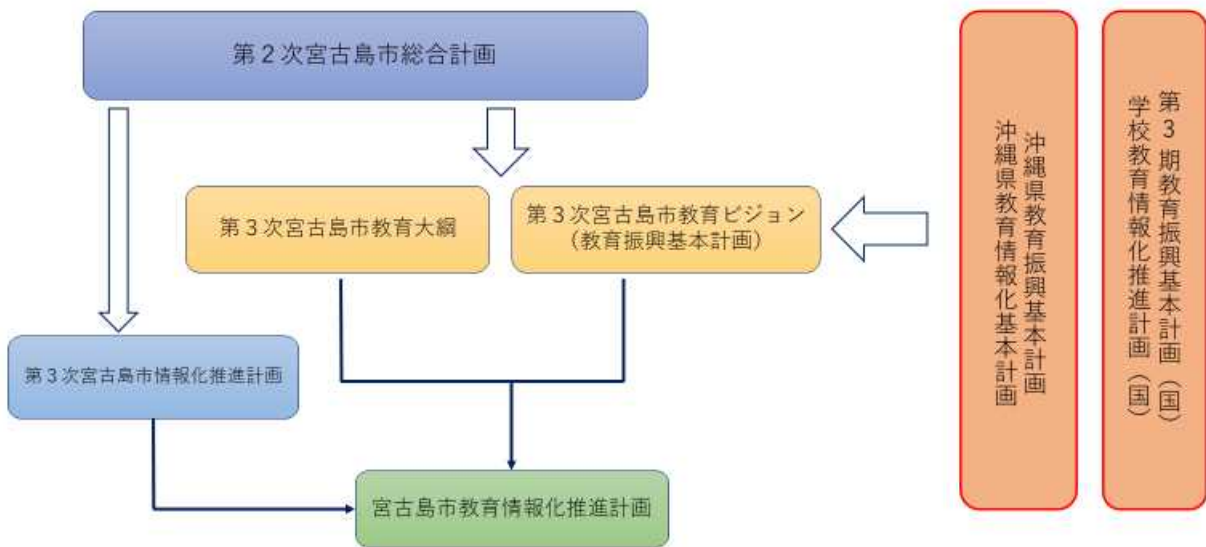 第２次宮古島市総合計画
第３次宮古島市教育大綱
第３次宮古島市教育ビジョン
（教育振興基本計画）
第３次宮古島市情報化推進計画
宮古島市教育情報化推進計画
沖縄県教育振興基本計画
沖縄県教育情報化基本計画
第３期教育振興基本計画（国）
学校教育情報化推進計画（国）